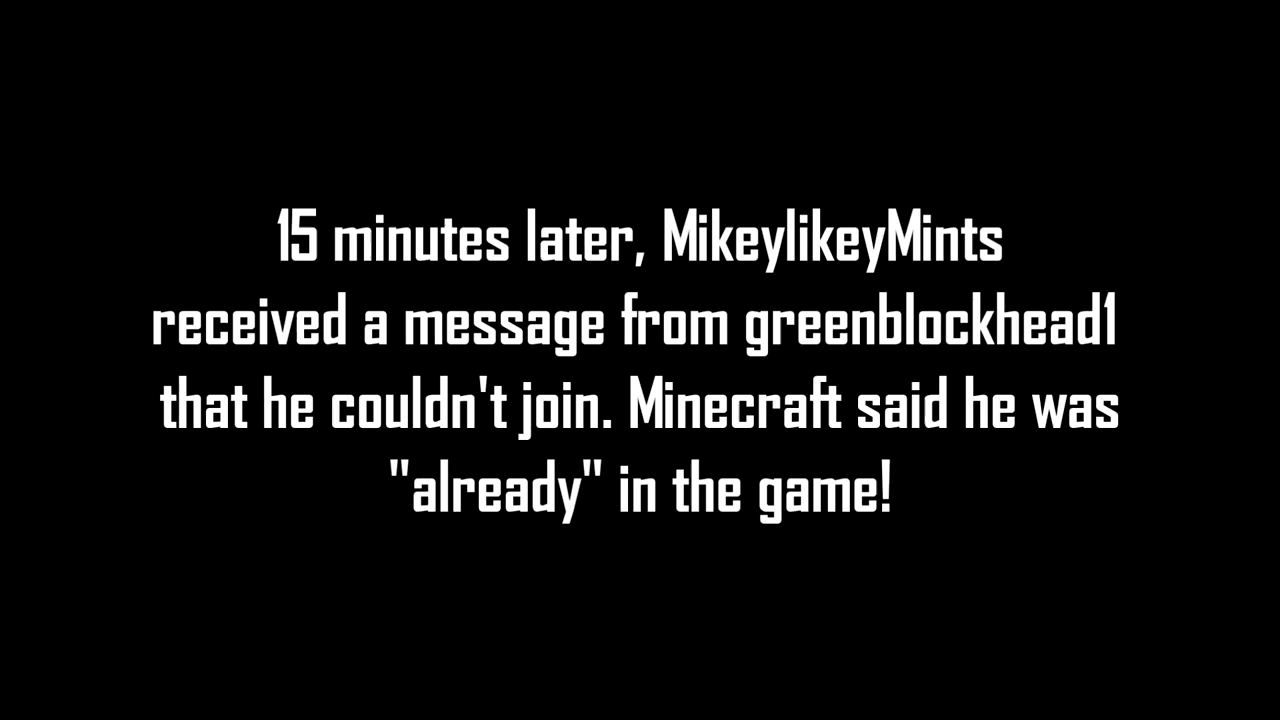 15 minutes later, MikeylikeyMints
received a message from greenblockhead1
that he couldn't join. Minecraft said he was
"already" in the game!